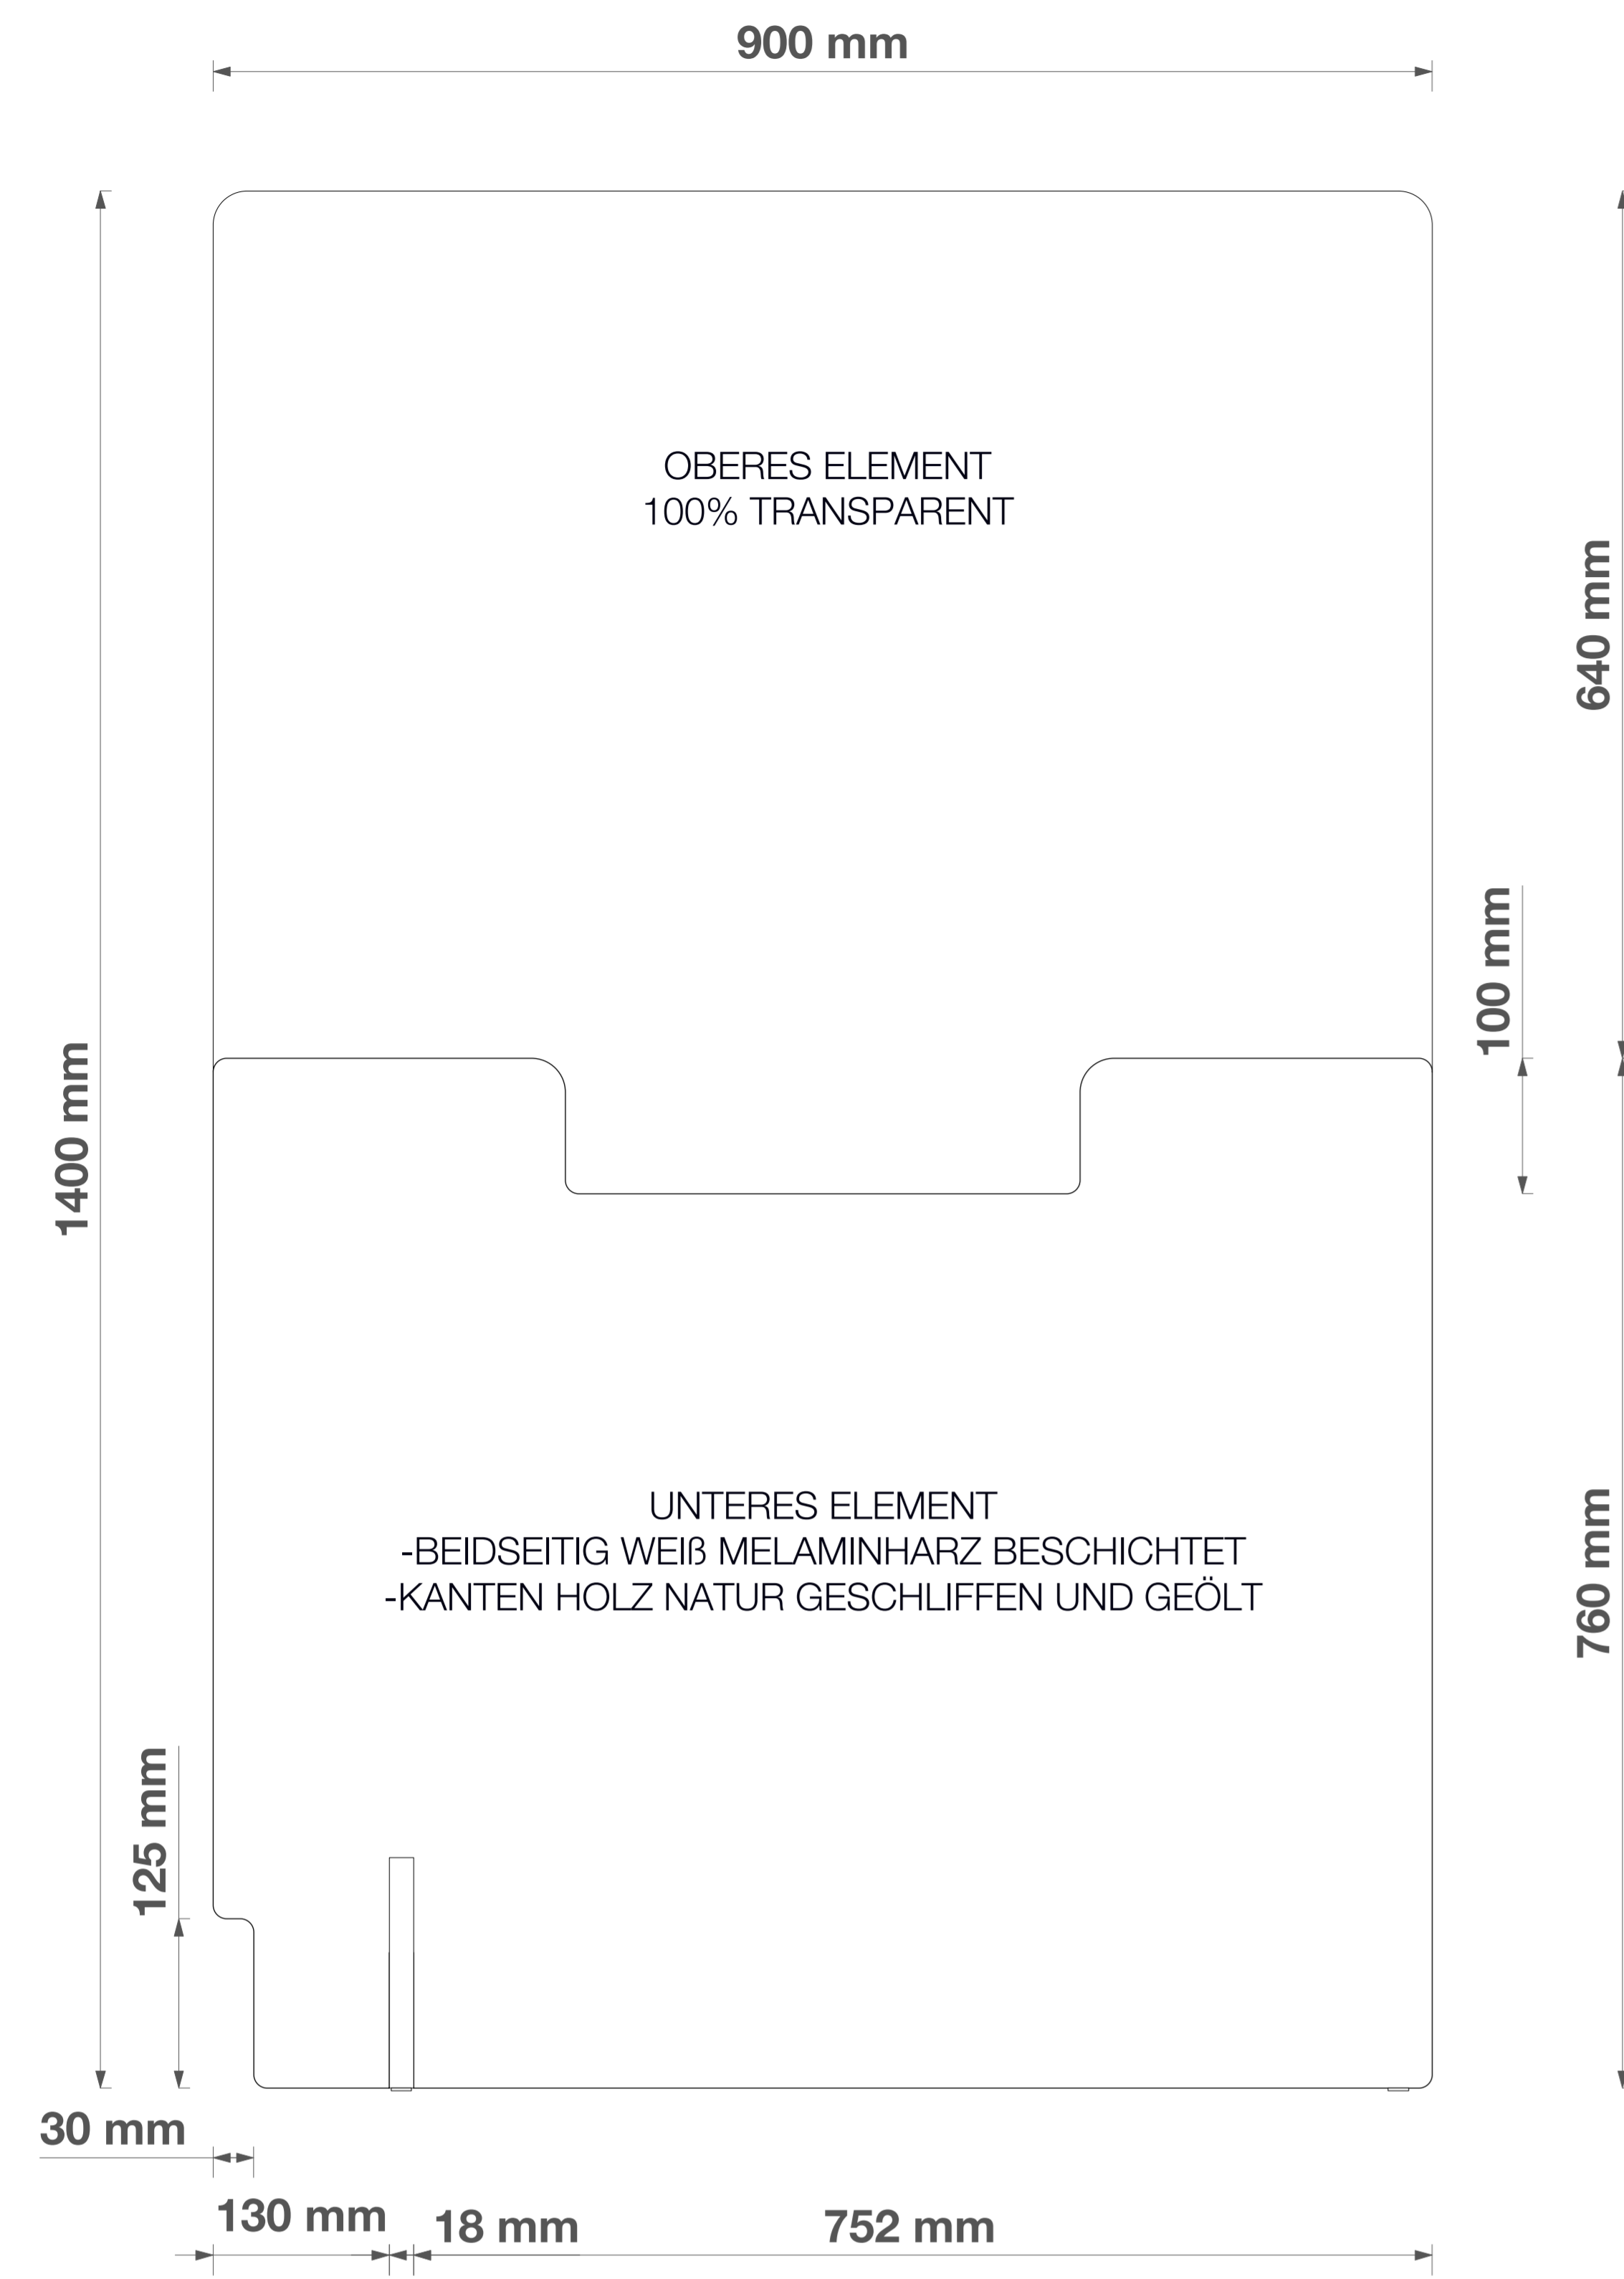 900 mm
OBERES ELEMENT
100% TRANSPARENT
640 mm
100 mm
1400 mm
UNTERES ELEMENT
-BEIDSEITIG WEIß MELAMINHARZ BESCHICHTET
-KANTEN HOLZ NATUR GESCHLIFFEN UND GEÖLT
760 mm
125 mm
30 mm
130 mm
18 mm
752 mm